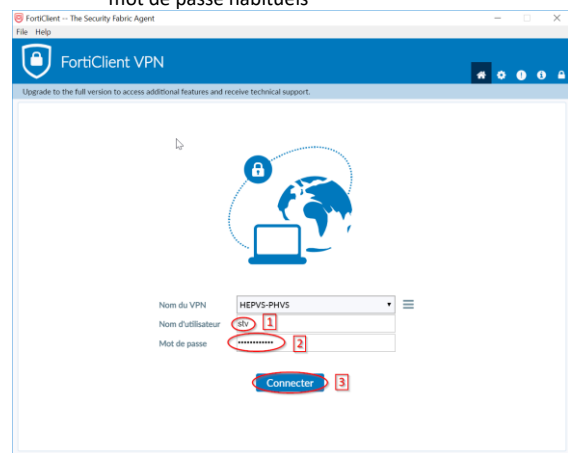 mot de passe habituels
FortiClient -- The Security Fabric Agent
File Help
FortiClient VPN
Upgrade to the full version to access additional features and receive technical support.
Nom du VPN HEPVS-PHVS
Nom d'utilisateur stv 1
Mot de passe •••••••••••• 2
Connecter 3